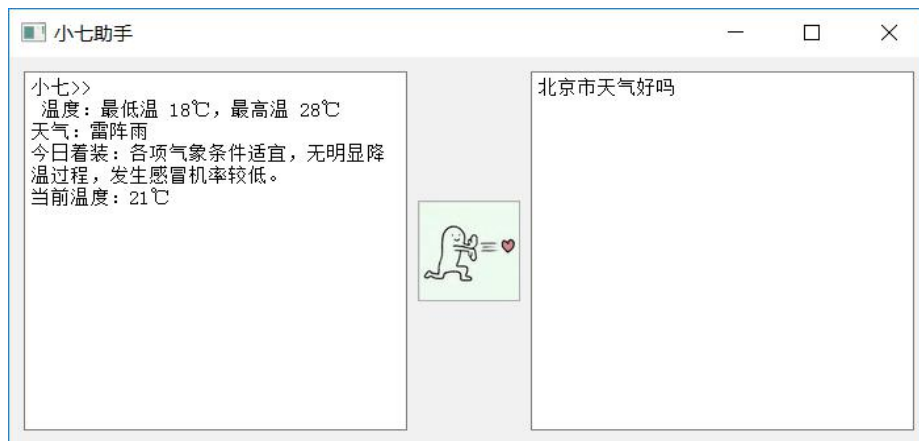 小七助手
小七>>
温度：最低温 18℃，最高温 28℃
天气：雷阵雨
今日着装：各项气象条件适宜，无明显降
温过程，发生感冒机率较低。
当前温度：21℃
北京市天气好吗